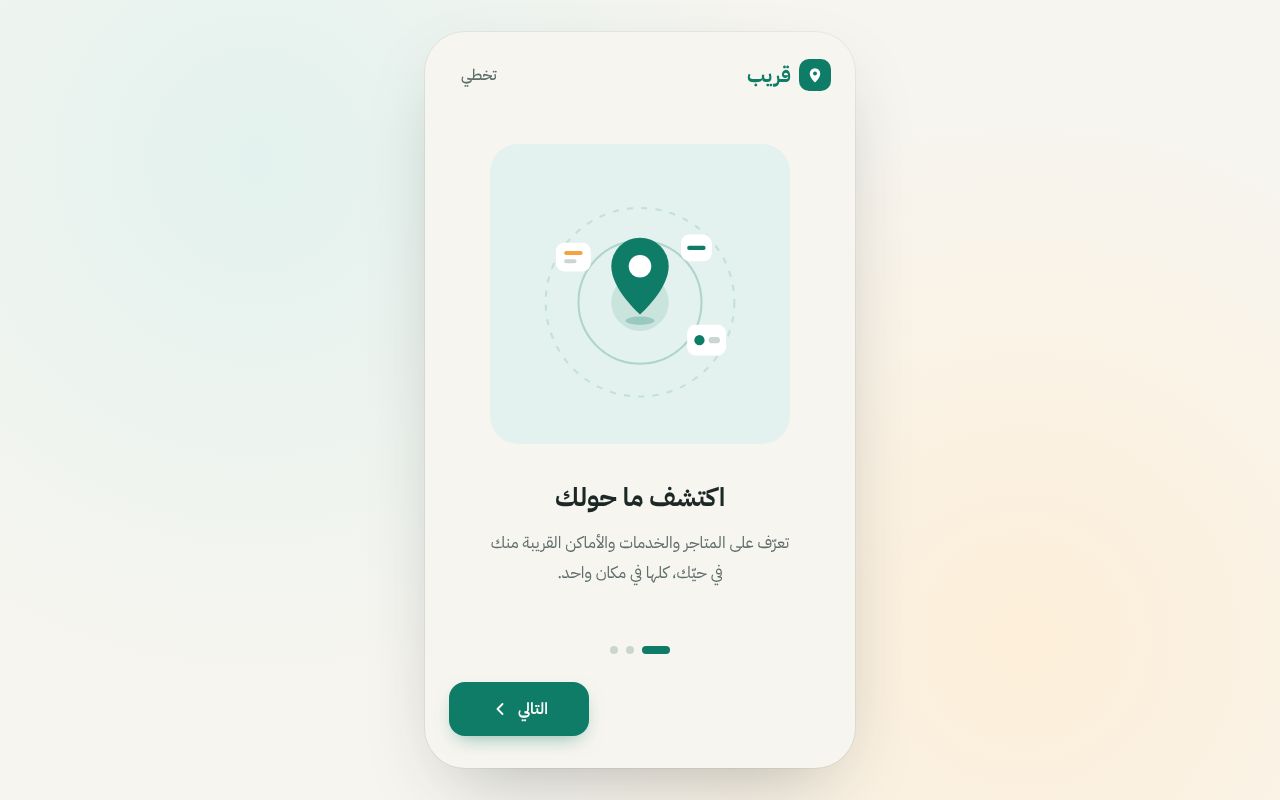 قريب
تخطي
اكتشف ما حولك
تعرّف على المتاجر والخدمات والأماكن القريبة منك
في حيّك، كلها في مكان واحد.
التالي